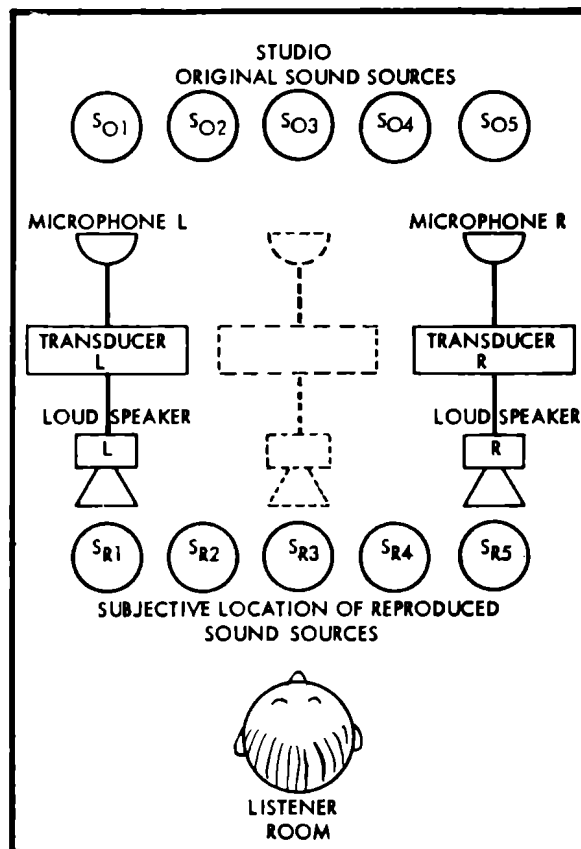 STUDIO
ORIGINAL SOUND SOURCES
SO1 SO2 SO3 SO4 SO5
MICROPHONE L
MICROPHONE R
TRANSDUCER
L
TRANSDUCER
R
LOUD SPEAKER
L
LOUD SPEAKER
R
SR1 SR2 SR3 SR4 SR5
SUBJECTIVE LOCATION OF REPRODUCED
SOUND SOURCES
LISTENER
ROOM